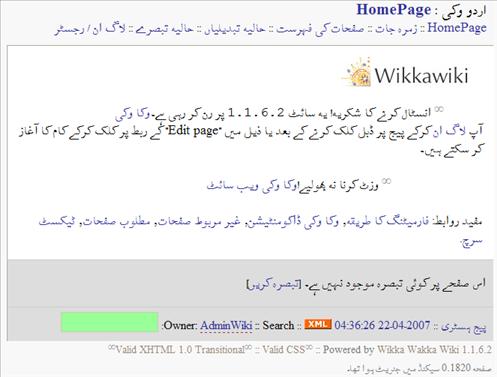 اردو وکی : HomePage
HomePage :: زمرہ جات :: صفحات کی فہرست :: حالیہ تبدیلیاں :: حالیہ تبصرے :: لاگ ان / رجسٹر
Wikkawiki
انسٹال کرنے کا شکریہ! یہ سائٹ 1.1.6.2 پر رن کر رہی ہے۔ وکا وکی
آپ لاگ ان کرکے پیج پر ڈبل کلک کرنے کے بعد یا ذیل میں "Edit page" کے ربط پر کلک کرکے کام کا آغاز
کر سکتے ہیں۔
وزٹ کرنا نہ بھولیے! وکا وکی ویب سائٹ
مفید روابط: فارمیٹنگ کا طریقہ, وکا وکی ڈاکومنٹیشن, غیر مربوط صفحات, مطلوب صفحات, ٹیکسٹ
سرچ.
اس صفحے پر کوئی تبصرہ موجود نہیں ہے۔ [تبصرہ کریں]
پیج ہسٹری :: 22-04-2007 04:36:26 XML :: Owner: AdminWiki :: Search:
Valid XHTML 1.0 Transitional :: Valid CSS :: Powered by Wikka Wakka Wiki 1.1.6.2
صفحہ 0.1820 سیکنڈ میں جنریٹ ہوا تھا.